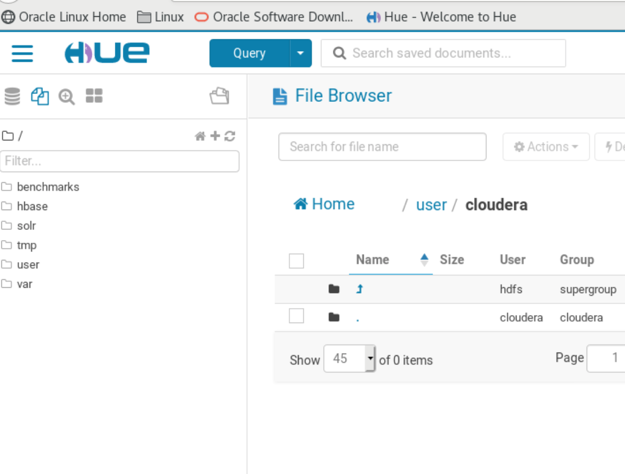 Oracle Linux Home Linux Oracle Software Downl... Hue - Welcome to Hue
HUE Query Search saved documents...
File Browser
/
Filter...
benchmarks
hbase
solr
tmp
user
var
Search for file name Actions De
Home / user / cloudera
Name Size User Group
hdfs supergroup
. cloudera cloudera
Show 45 of 0 items Page 1